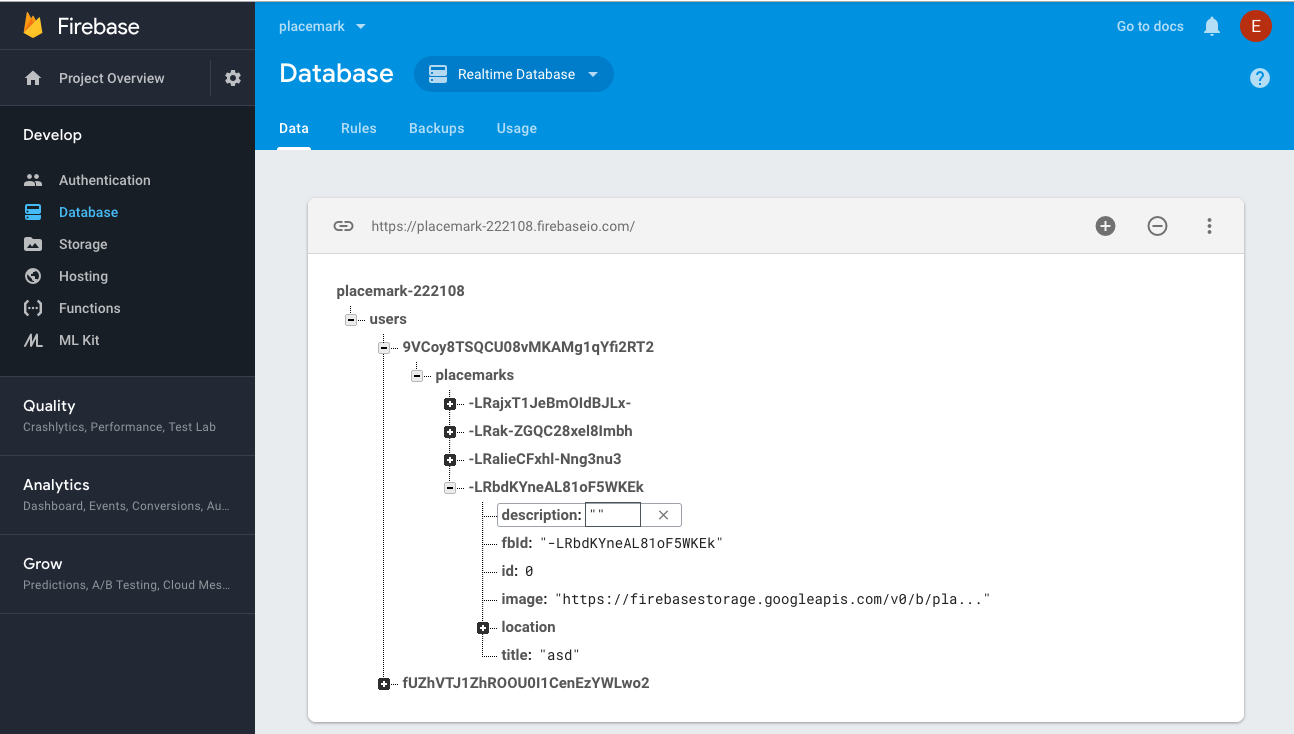 Firebase
Project Overview
Develop
Authentication
Database
Storage
Hosting
Functions
ML Kit
Quality
Crashlytics, Performance, Test Lab
Analytics
Dashboard, Events, Conversions, Au...
Grow
Predictions, A/B Testing, Cloud Mes...
placemark
Go to docs
E
Database
Realtime Database
?
Data Rules Backups Usage
https://placemark-222108.firebaseio.com/
placemark-222108
users
9VCoy8TSQCU08vMKAMg1qYfi2RT2
placemarks
-LRajxT1JeBmOIdBJLx-
-LRak-ZGQC28xel8Imbh
-LRalieCFxhl-Nng3nu3
-LRbdKYneAL81oF5WKEk
description: ""
fbId: "-LRbdKYneAL81oF5WKEk"
id: 0
image: "https://firebasestorage.googleapis.com/v0/b/pla..."
location
title: "asd"
fUZhVTJ1ZhROOU0I1CenEzYWLwo2